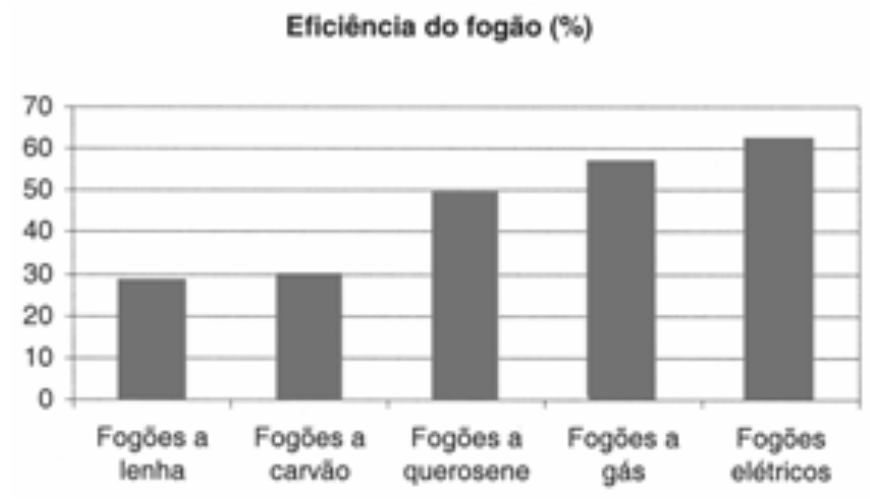 Eficiência do fogão (%)
70
60
50
40
30
20
10
0
Fogões a
lenha
Fogões a
carvão
Fogões a
querosene
Fogões a
gás
Fogões
elétricos